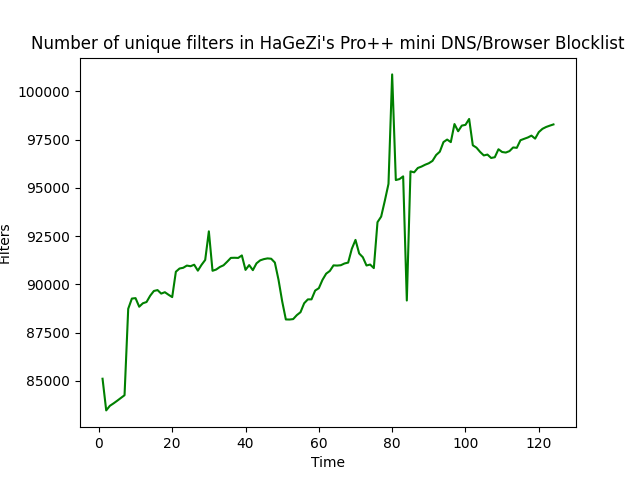 Number of unique filters in HaGeZi's Pro++ mini DNS/Browser Blocklist
100000
97500
95000
92500
90000
87500
85000
Filters
0 20 40 60 80 100 120
Time